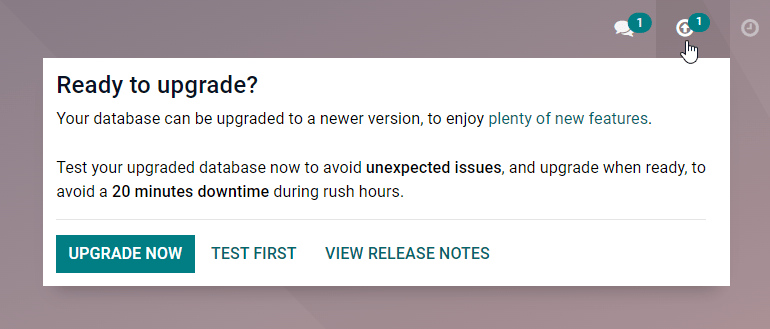 1
1
Ready to upgrade?
Your database can be upgraded to a newer version, to enjoy plenty of new features.
Test your upgraded database now to avoid unexpected issues, and upgrade when ready, to
avoid a 20 minutes downtime during rush hours.
UPGRADE NOW TEST FIRST VIEW RELEASE NOTES